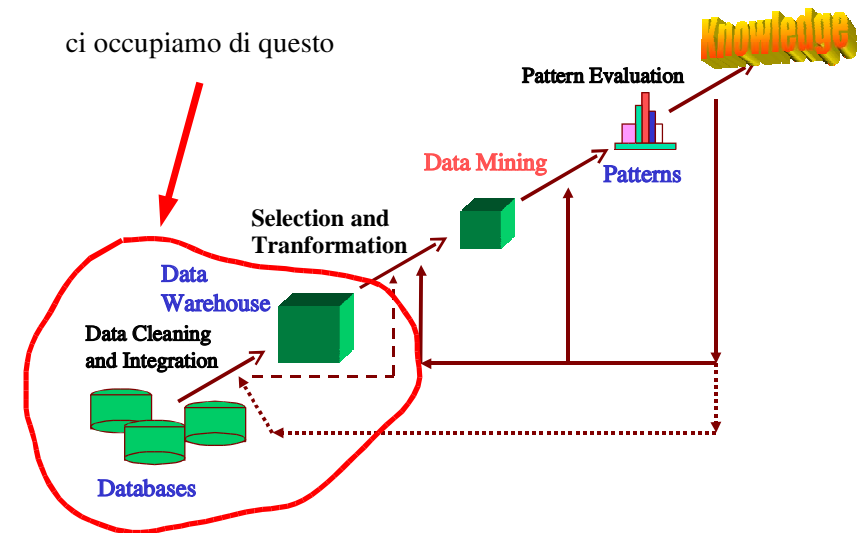 ci occupiamo di questo
Knowledge
Pattern Evaluation
Data Mining
Patterns
Selection and
Tranformation
Data
Warehouse
Data Cleaning
and Integration
Databases